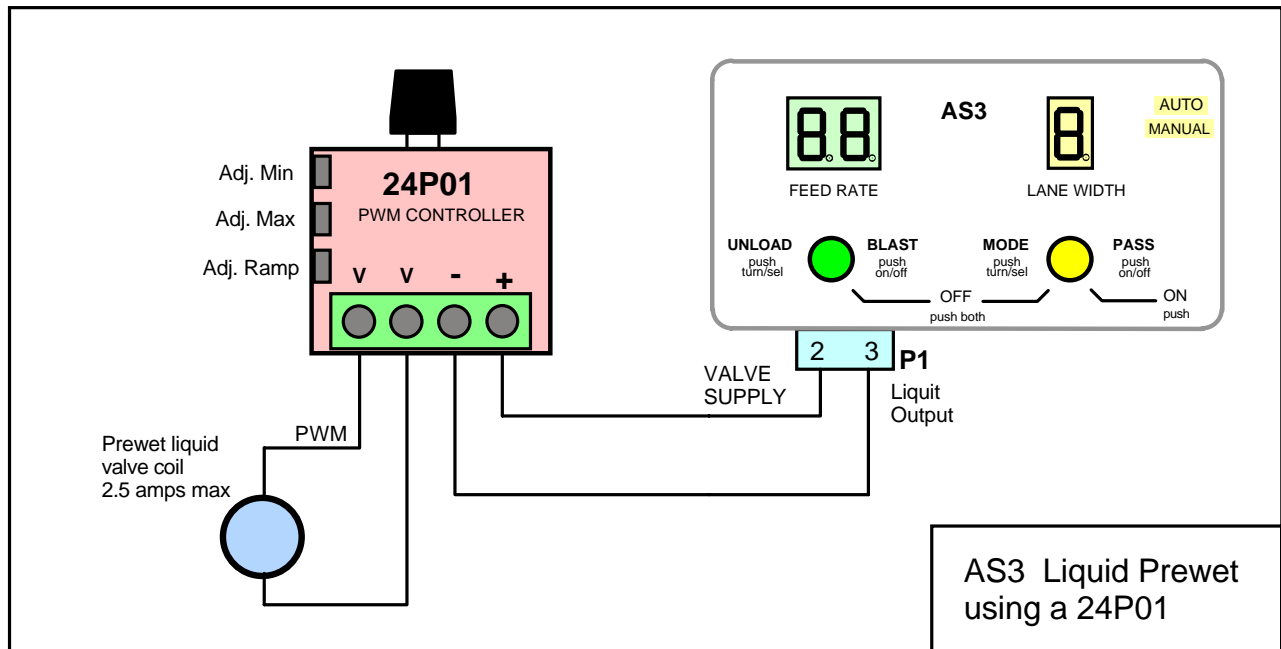 Adj. Min
Adj. Max
Adj. Ramp
24P01
PWM CONTROLLER
V V - +
PWM
Prewet liquid
valve coil
2.5 amps max
VALVE
SUPPLY
8.8.
FEED RATE
AS3
8.
LANE WIDTH
AUTO
MANUAL
UNLOAD
push
turn/sel
BLAST
push
on/off
MODE
push
turn/sel
PASS
push
on/off
OFF
push both
ON
push
2 3
P1
Liquit
Output
AS3 Liquid Prewet
using a 24P01